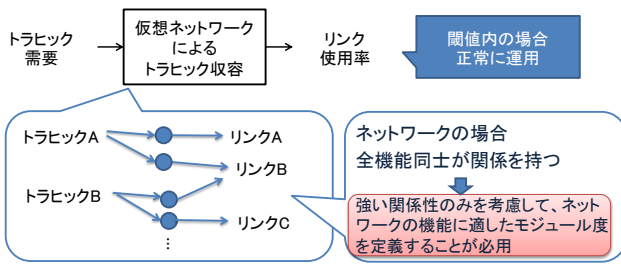 トラヒック
需要
仮想ネットワーク
による
トラヒック収容
リンク
使用率
閾値内の場合
正常に運用
トラヒックA
トラヒックB
リンクA
リンクB
リンクC
⋮
ネットワークの場合
全機能同士が関係を持つ
強い関係性のみを考慮して、ネット
ワークの機能に適したモジュール度
を定義することが必用